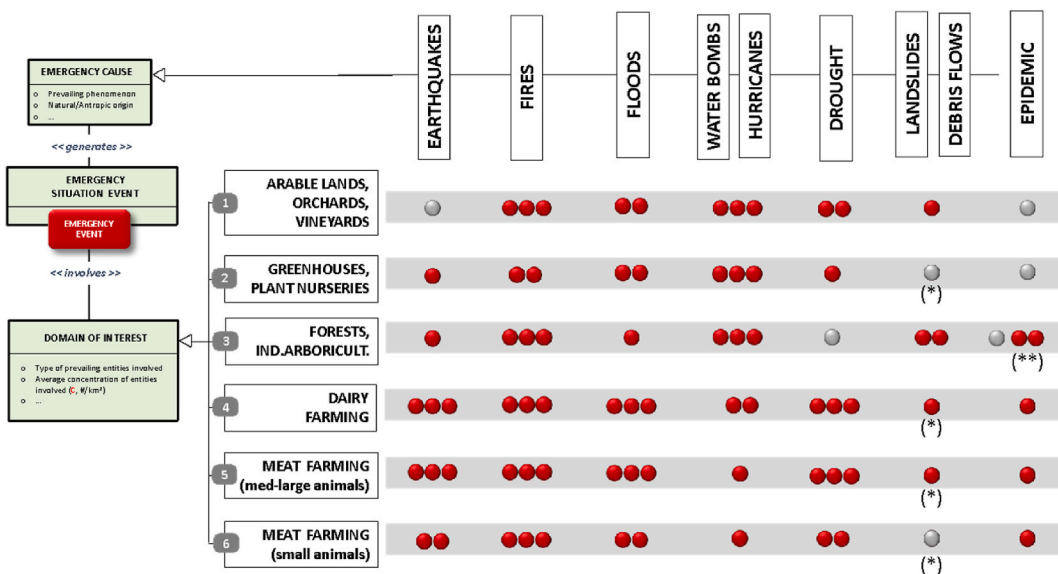 EARTHQUAKES
FIRES
FLOODS
WATER BOMBS
HURRICANES
DROUGHT
LANDSLIDES
DEBRIS FLOWS
EPIDEMIC
EMERGENCY CAUSE
o Prevailing phenomenon
o Natural/Antropic origin
o ...
<< generates >>
EMERGENCY
SITUATION EVENT
EMERGENCY
EVENT
<< involves >>
DOMAIN OF INTEREST
o Type of prevailing entities involved
o Average concentration of entities
involved (C, #/km²)
o ...
1
ARABLE LANDS,
ORCHARDS,
VINEYARDS
2
GREENHOUSES,
PLANT NURSERIES
(*)
3
FORESTS,
IND.ARBORICULT.
(**)
4
DAIRY
FARMING
(*)
5
MEAT FARMING
(med-large animals)
(*)
6
MEAT FARMING
(small animals)
(*)